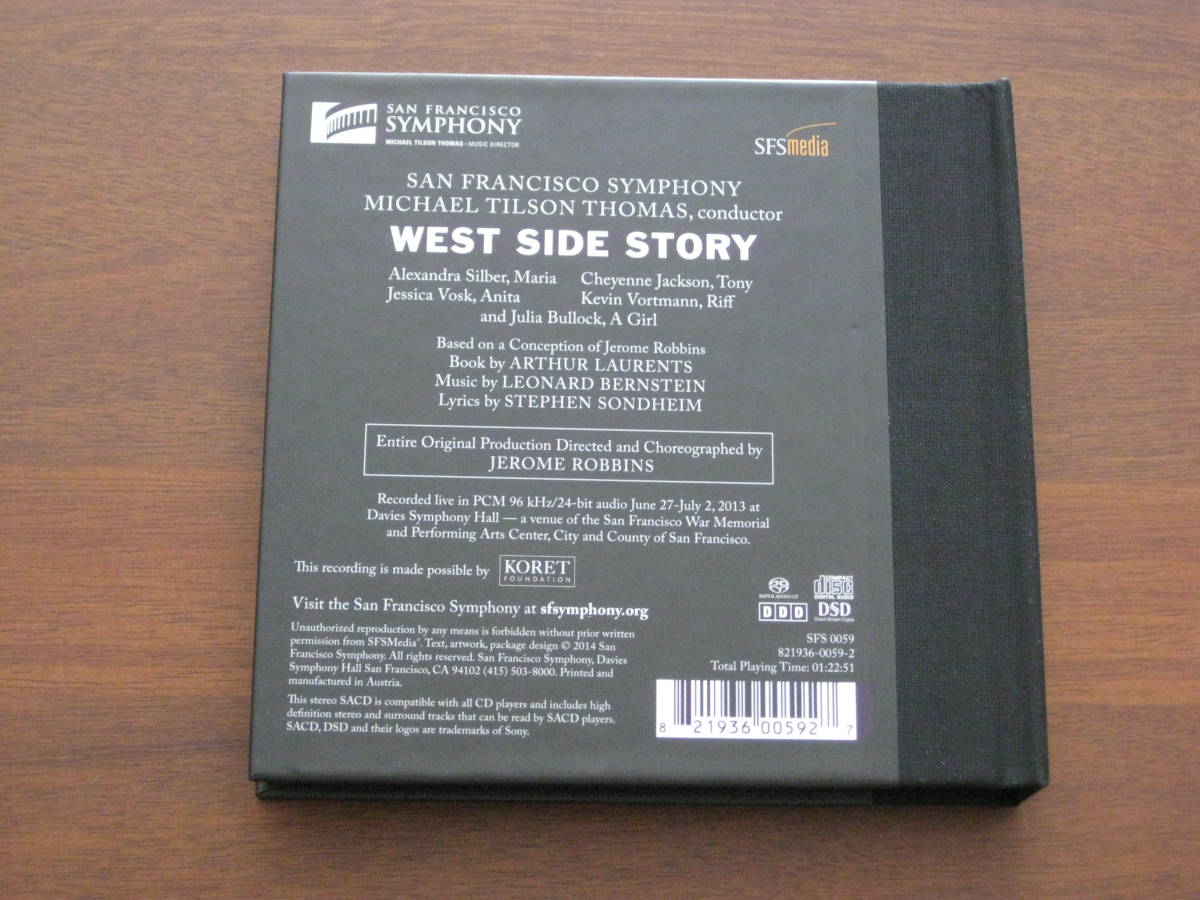 SAN FRANCISCO
SYMPHONY
MICHAEL TILSON THOMAS • MUSIC DIRECTOR
SFSmedia
SAN FRANCISCO SYMPHONY
MICHAEL TILSON THOMAS, conductor
WEST SIDE STORY
Alexandra Silber, Maria Cheyenne Jackson, Tony
Jessica Vosk, Anita Kevin Vortmann, Riff
and Julia Bullock, A Girl
Based on a Conception of Jerome Robbins
Book by ARTHUR LAURENTS
Music by LEONARD BERNSTEIN
Lyrics by STEPHEN SONDHEIM
Entire Original Production Directed and Choreographed by
JEROME ROBBINS
Recorded live in PCM 96 kHz/24-bit audio June 27-July 2, 2013 at
Davies Symphony Hall — a venue of the San Francisco War Memorial
and Performing Arts Center, City and County of San Francisco.
This recording is made possible by KORET
FOUNDATION
Visit the San Francisco Symphony at sfsymphony.org
Unauthorized reproduction by any means is forbidden without prior written
permission from SFSMedia®. Text, artwork, package design © 2014 San
Francisco Symphony. All rights reserved. San Francisco Symphony, Davies
Symphony Hall San Francisco, CA 94102 (415) 503-8000. Printed and
manufactured in Austria.
This stereo SACD is compatible with all CD players and includes high
definition stereo and surround tracks that can be read by SACD players.
SACD, DSD and their logos are trademarks of Sony.
SUPER AUDIO CD
COMPACT
disc
DIGITAL AUDIO
DDD
DSD
Direct Stream Digital
SFS 0059
821936-0059-2
Total Playing Time: 01:22:51
8 21936 00592 7